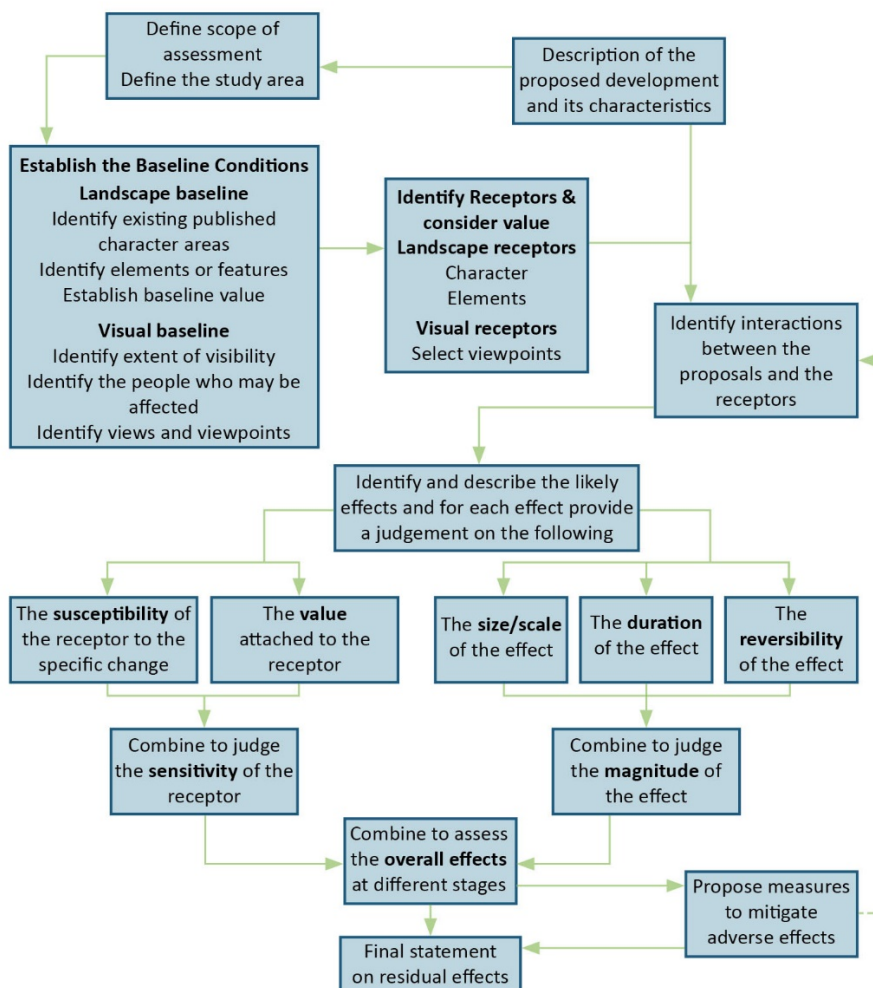 Define scope of
assessment
Define the study area
Description of the
proposed development
and its characteristics
Establish the Baseline Conditions
Landscape baseline
Identify existing published
character areas
Identify elements or features
Establish baseline value
Visual baseline
Identify extent of visibility
Identify the people who may be
affected
Identify views and viewpoints
Identify Receptors &
consider value
Landscape receptors
Character
Elements
Visual receptors
Select viewpoints
Identify interactions
between the
proposals and the
receptors
Identify and describe the likely
effects and for each effect provide
a judgement on the following
The susceptibility of
the receptor to the
specific change
The value
attached to the
receptor
The size/scale
of the effect
The duration
of the effect
The
reversibility
of the effect
Combine to judge
the sensitivity of the
receptor
Combine to judge
the magnitude of
the effect
Combine to assess
the overall effects
at different stages
Propose measures
to mitigate
adverse effects
Final statement
on residual effects